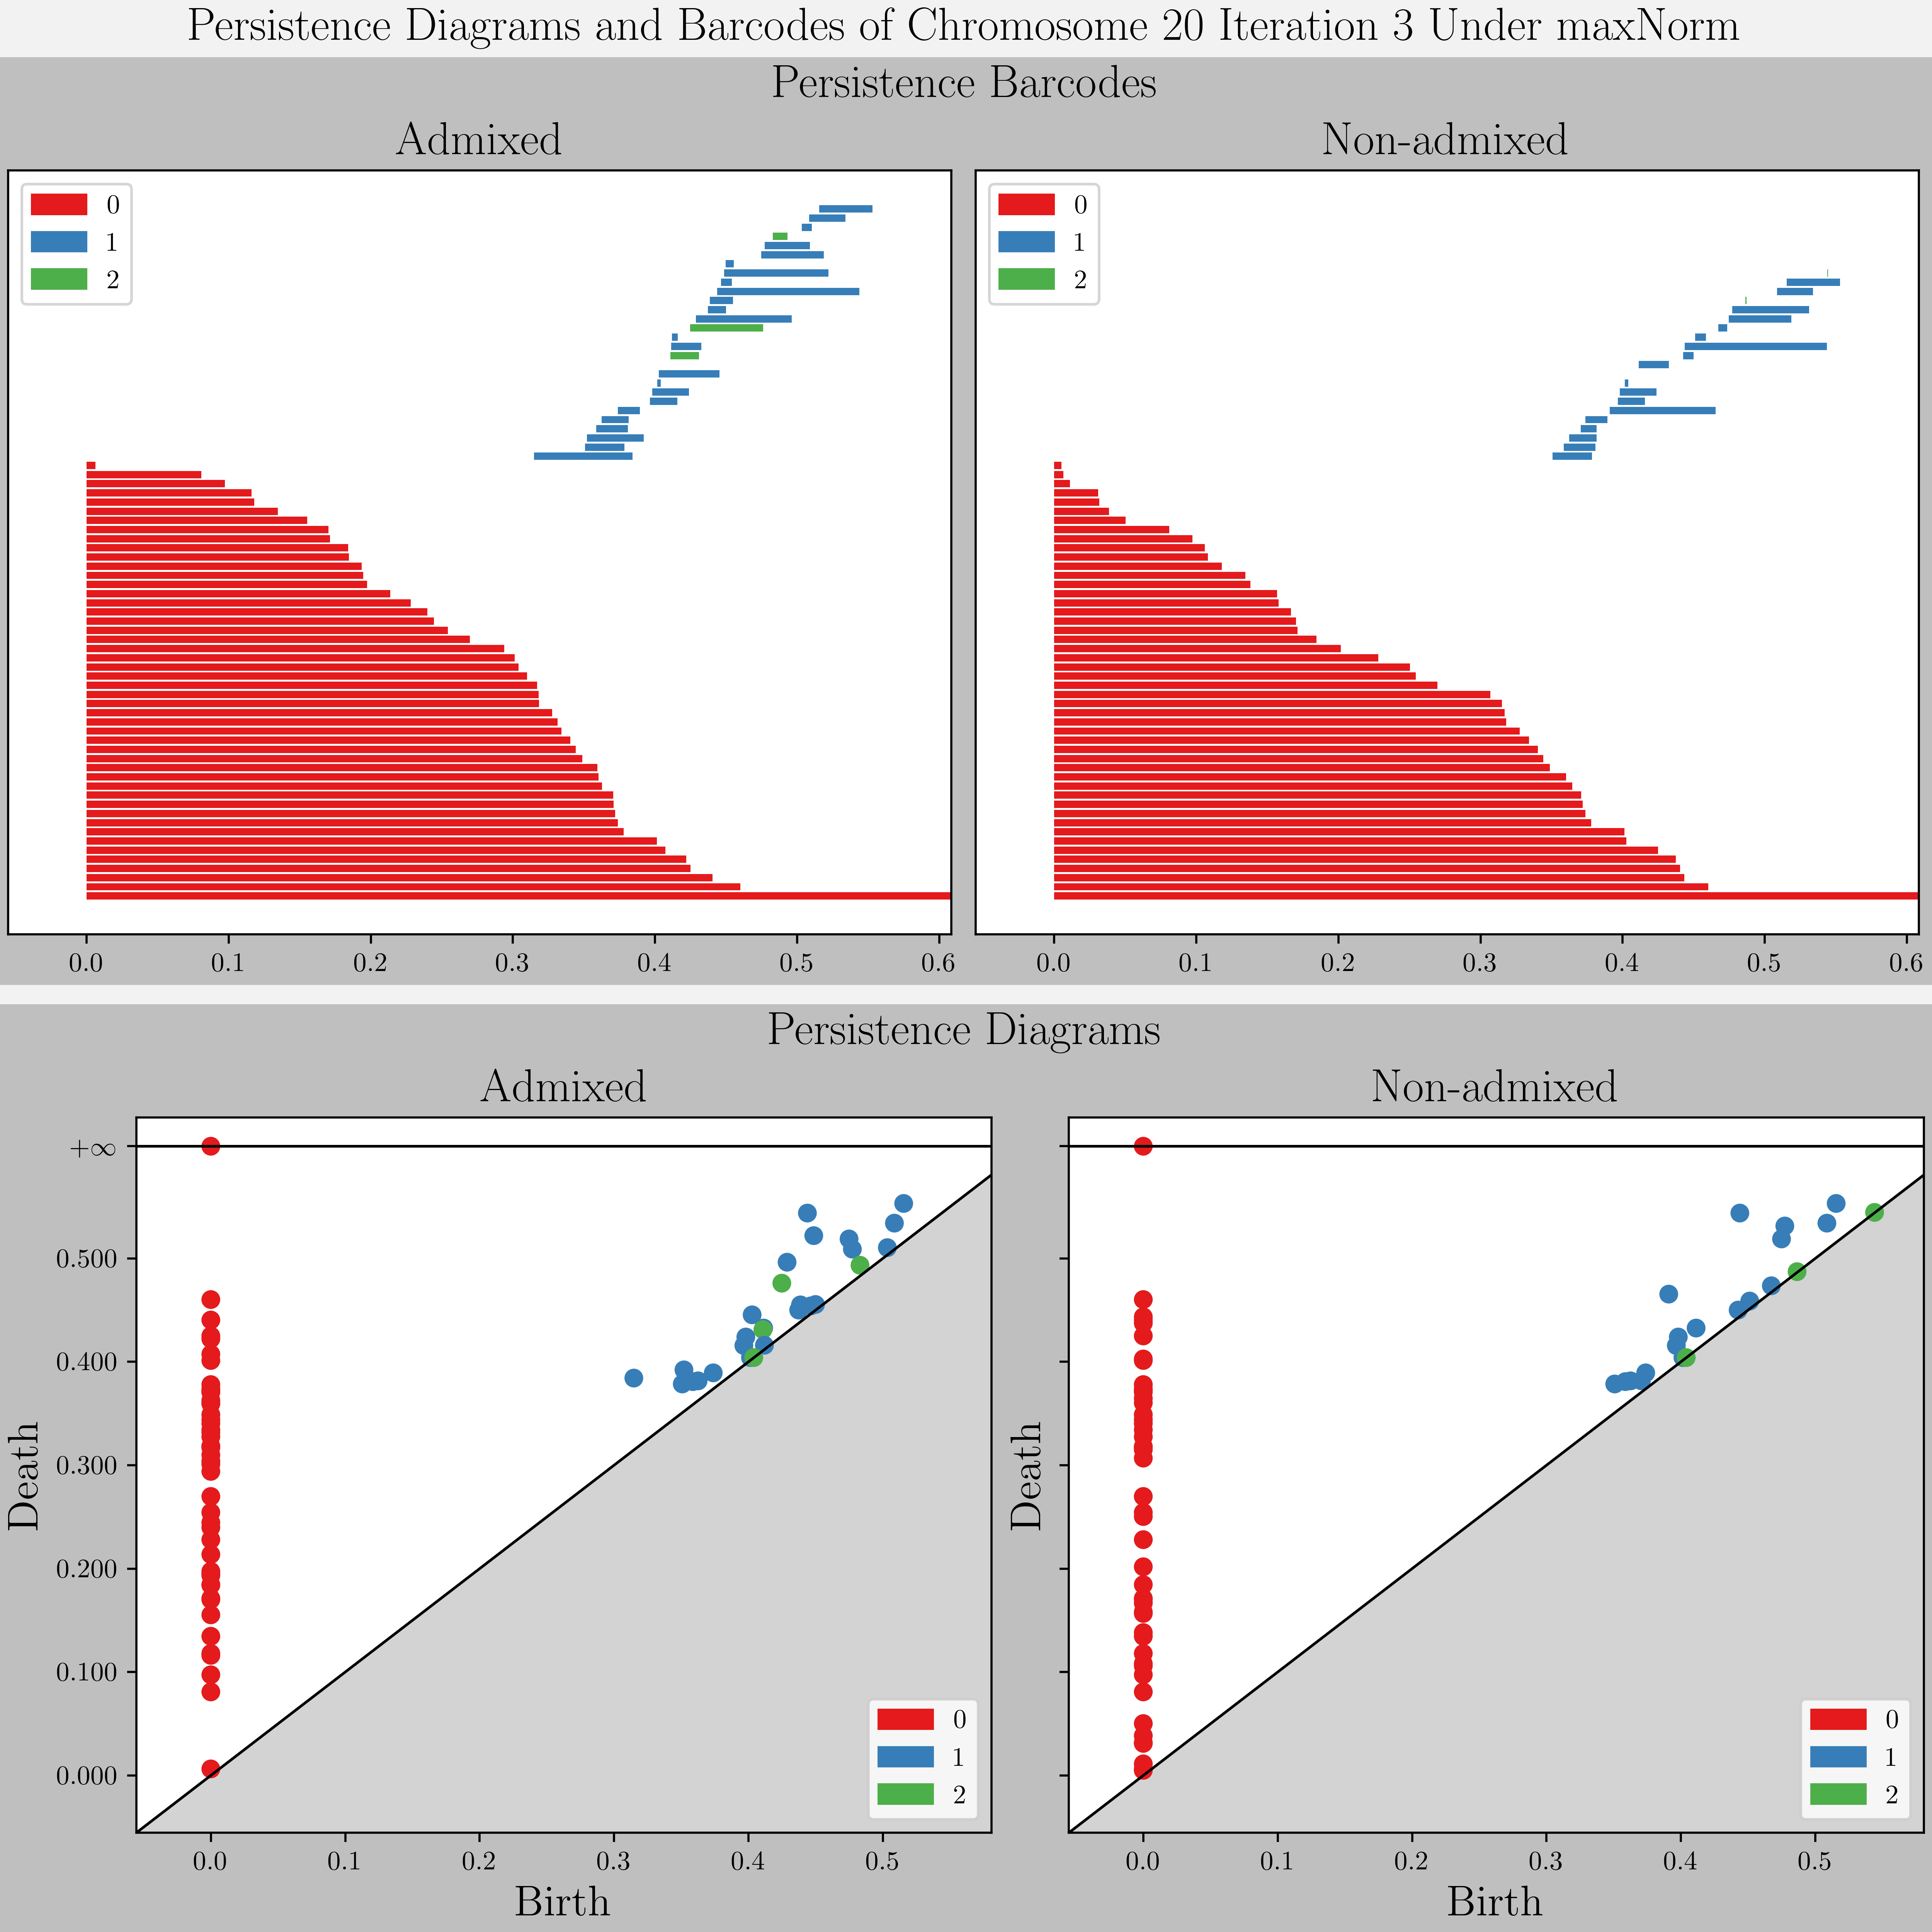 Persistence Diagrams and Barcodes of Chromosome 20 Iteration 3 Under maxNorm
Persistence Barcodes
Admixed
0
1
2
0.0 0.1 0.2 0.3 0.4 0.5 0.6
Non-admixed
0
1
2
0.0 0.1 0.2 0.3 0.4 0.5 0.6
Persistence Diagrams
Admixed
Death
+∞
0.500
0.400
0.300
0.200
0.100
0.000
0
1
2
0.0 0.1 0.2 0.3 0.4 0.5
Birth
Non-admixed
Death
0
1
2
0.0 0.1 0.2 0.3 0.4 0.5
Birth